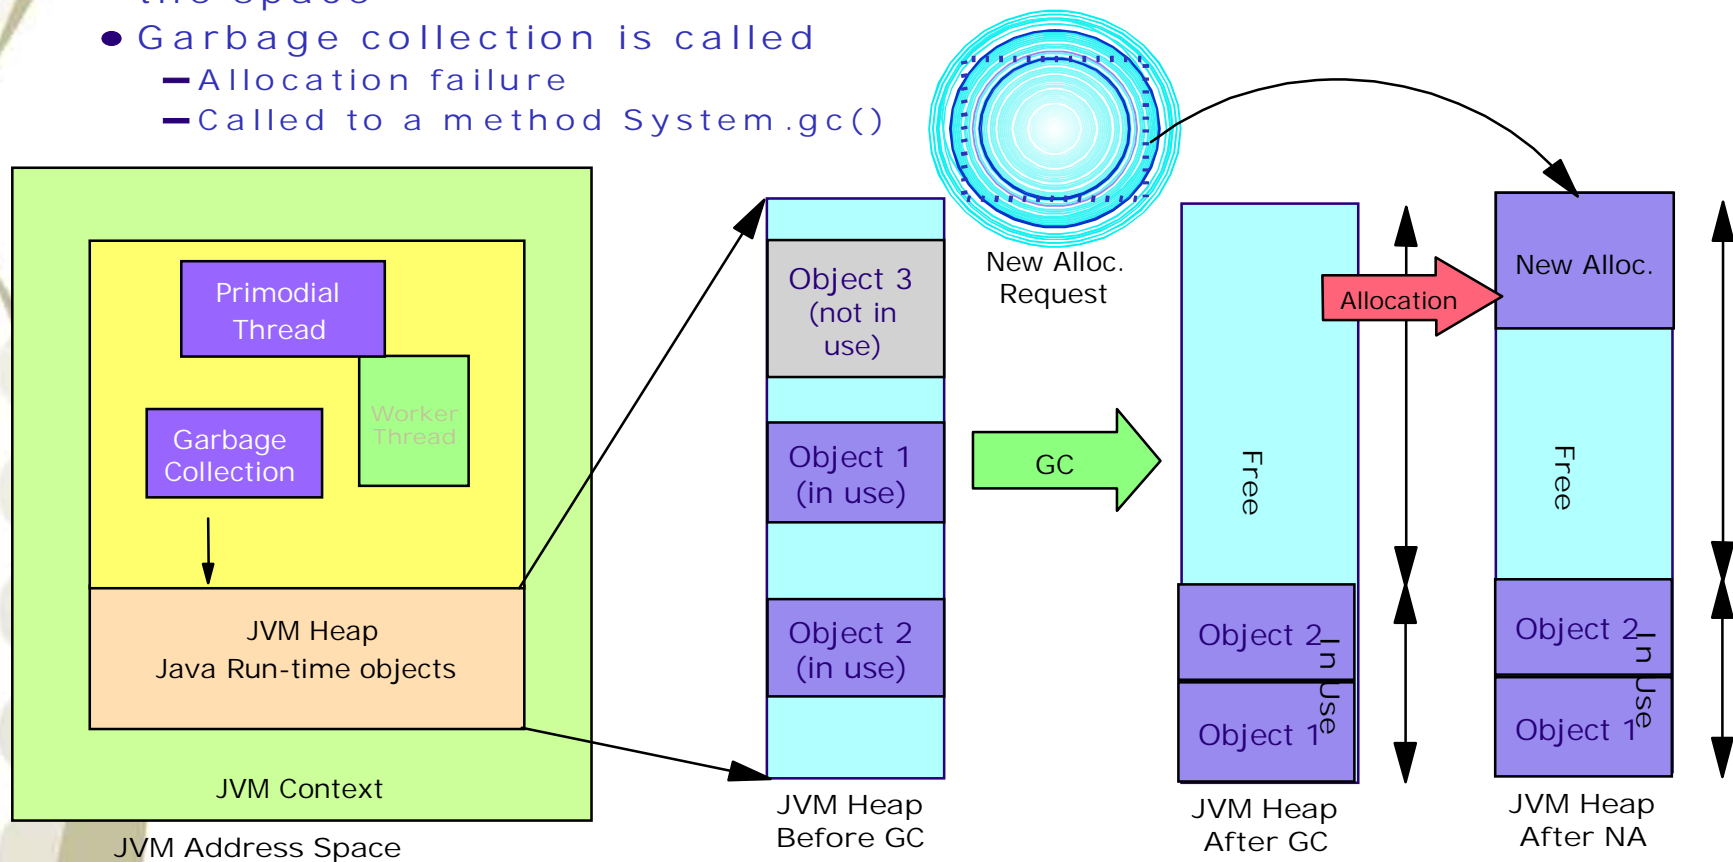 the space
• Garbage collection is called
– Allocation failure
– Called to a method System.gc()
Primodial
Thread
Worker
Thread
Garbage
Collection
JVM Heap
Java Run-time objects
JVM Context
JVM Address Space
Object 3
(not in
use)
Object 1
(in use)
Object 2
(in use)
JVM Heap
Before GC
New Alloc.
Request
GC
Free
Object 2
Object 1
In Use
JVM Heap
After GC
Allocation
New Alloc.
Free
Object 2
Object 1
In Use
JVM Heap
After NA